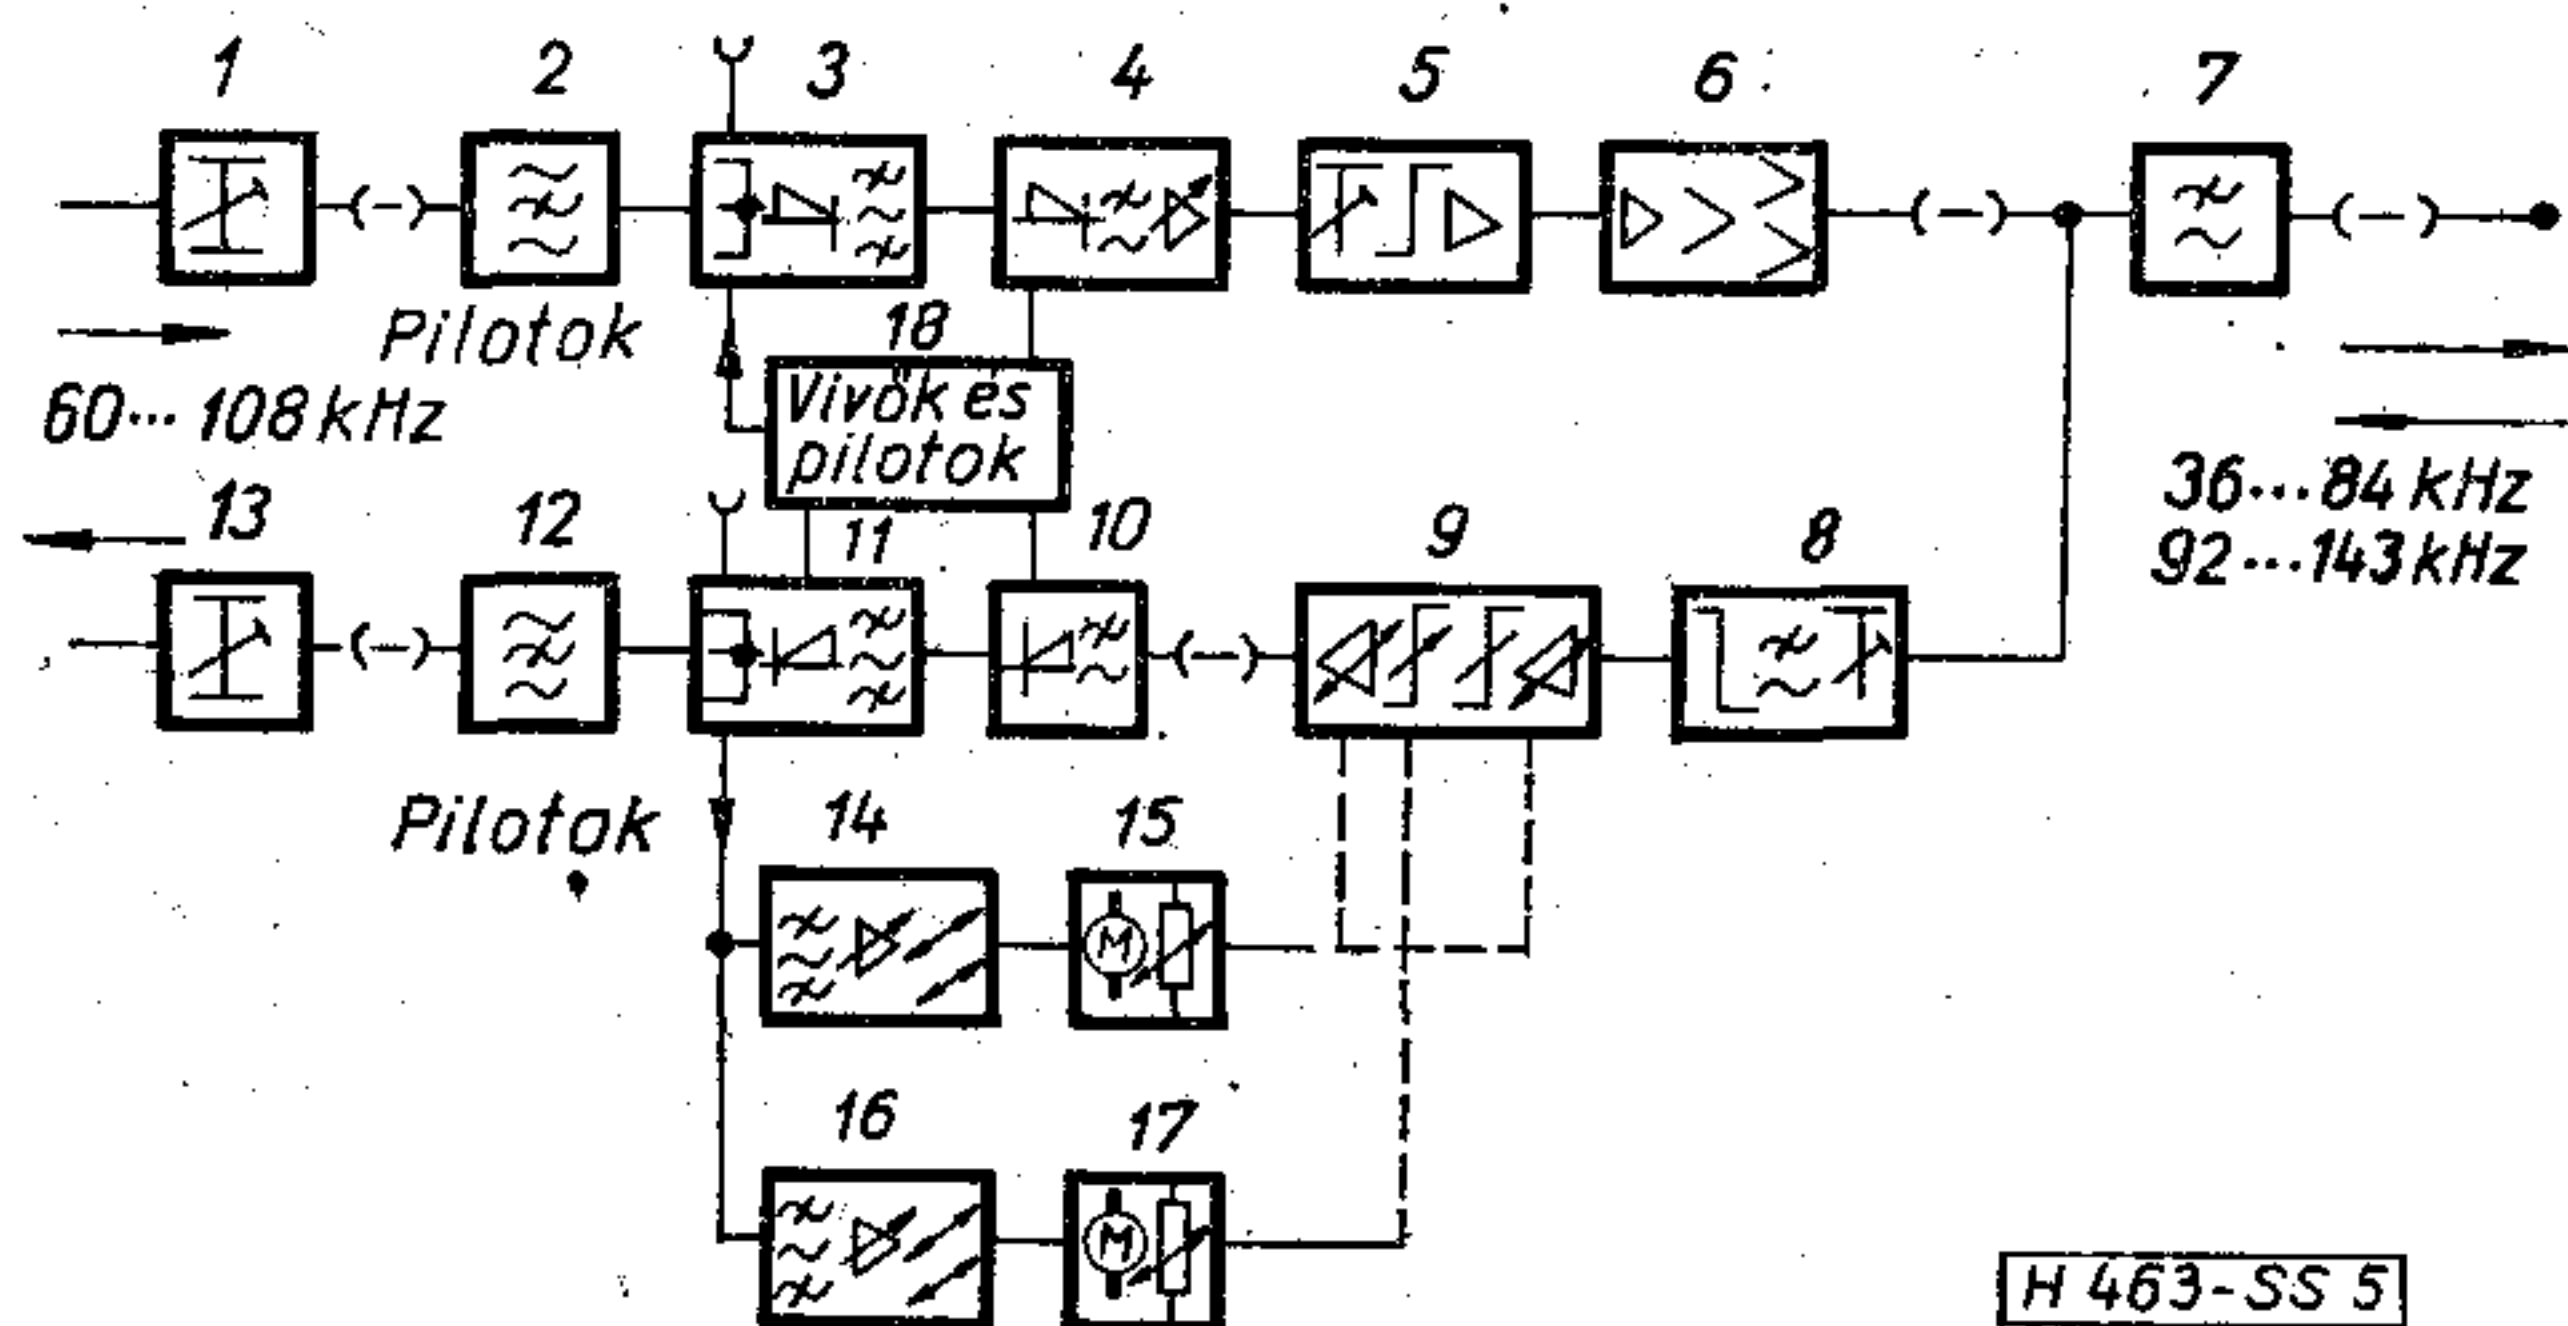 1 2 3 4 5 6 7
Pilotok
60... 108 kHz
18
Vivők és
pilotok
36...84 kHz
92...143 kHz
13 12 11 10 9 8
Pilotok
14 15
M
16 17
M
H 463-SS 5